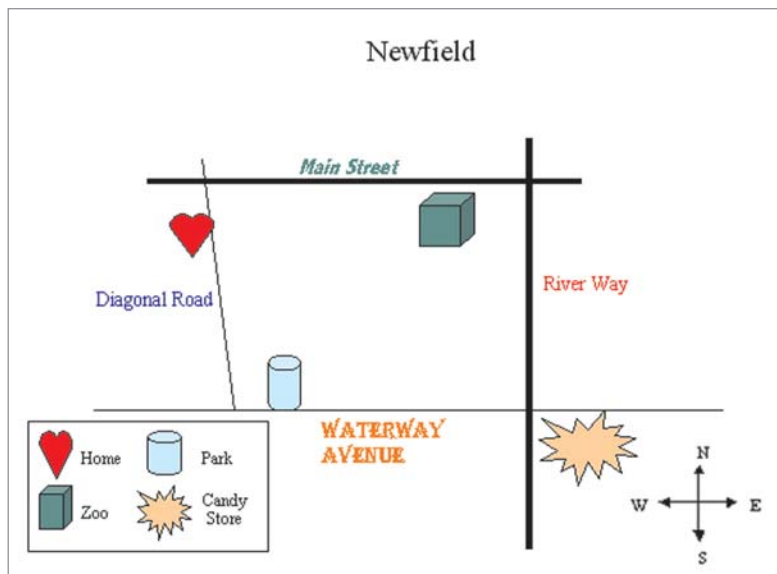 Newfield
Main Street
Diagonal Road
River Way
WATERWAY
AVENUE
Home
Park
Zoo
Candy
Store
N
W
E
S